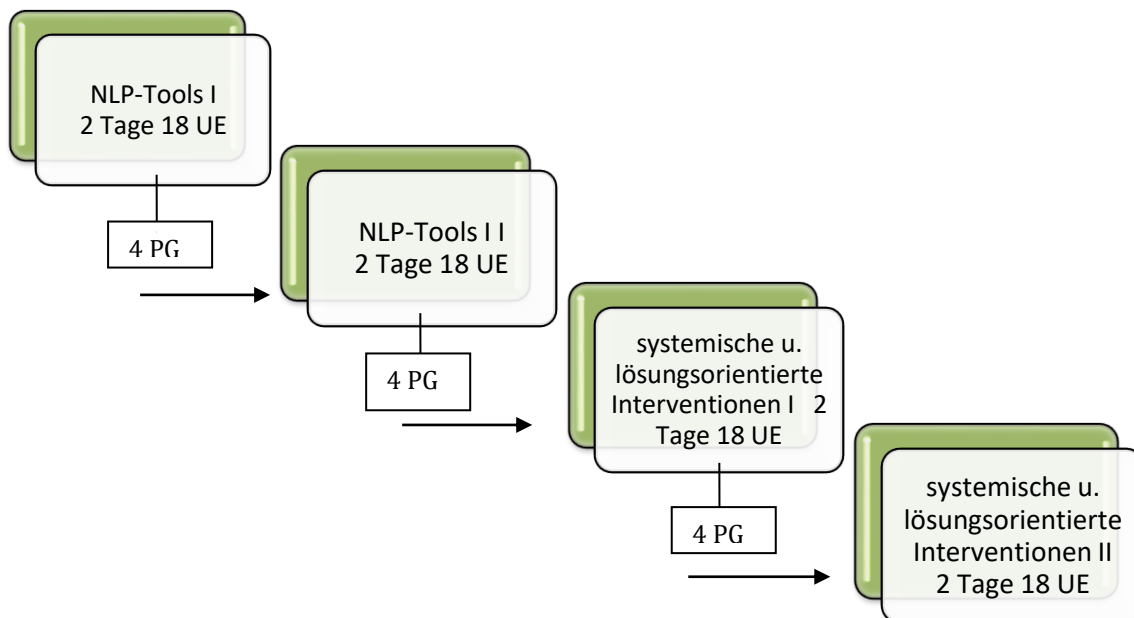 NLP-Tools I
2 Tage 18 UE
4 PG
NLP-Tools I I
2 Tage 18 UE
4 PG
systemische u.
lösungsorientierte
Interventionen I 2
Tage 18 UE
4 PG
systemische u.
lösungsorientierte
Interventionen II
2 Tage 18 UE